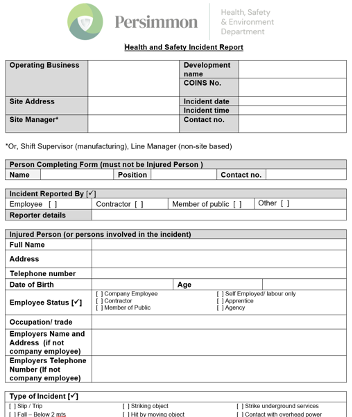 Persimmon
Health, Safety
& Environment
Department
Health and Safety Incident Report
Operating Business
Development name
COINS No.
Site Address
Incident date
Incident time
Site Manager*
Contact no.
*Or, Shift Supervisor (manufacturing), Line Manager (non-site based)
Person Completing Form (must not be Injured Person )
Name Position Contact no.
Incident Reported By [✓]
Employee [ ] Contractor [ ] Member of public [ ] Other [ ]
Reporter details
Injured Person (or persons involved in the incident)
Full Name
Address
Telephone number
Date of Birth Age
Employee Status [✓]
[ ] Company Employee [ ] Self Employed/ labour only
[ ] Contractor [ ] Apprentice
[ ] Member of Public [ ] Agency
Occupation/ trade
Employers Name and
Address (if not
company employee)
Employers Telephone
Number (If not
company employee)
Type of Incident [✓]
[ ] Slip / Trip [ ] Striking object [ ] Strike underground services
[ ] Fall – Below 2 mts [ ] Hit by moving object [ ] Contact with overhead power